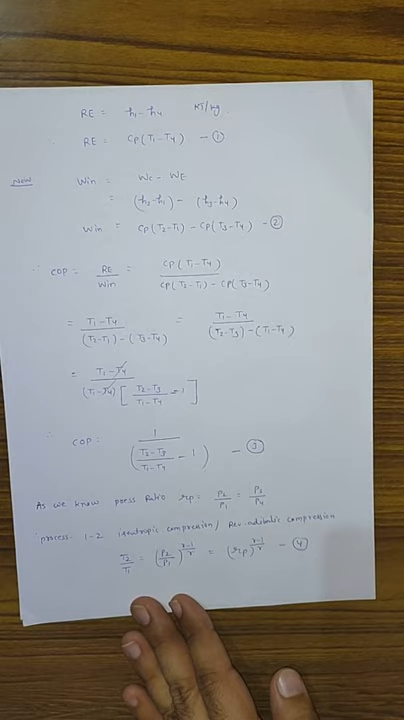 RE = h1 - h4 KJ/kg.
∴ RE = Cp(T1-T4) - ①
Now Win = Wc - WE
= (h2-h1) - (h3-h4)
Win = Cp(T2-T1) - Cp(T3-T4) - ②
∴ COP = RE/Win = Cp(T1-T4)/Cp(T2-T1) - Cp(T3-T4)
= T1-T4/(T2-T1)-(T3-T4) = T1-T4/(T2-T3)-(T1-T4)
= T1-T4/(T1-T4)[T2-T3/T1-T4 - 1]
∴ COP = 1/(T2-T3/T1-T4 - 1) - ③
As we know press Ratio rp = P2/P1 = P3/P4
∴ process 1-2 isentropic compression/ Rev. adibatic compression
T2/T1 = (P2/P1)^r-1/r = (rp)^r-1/r - ④